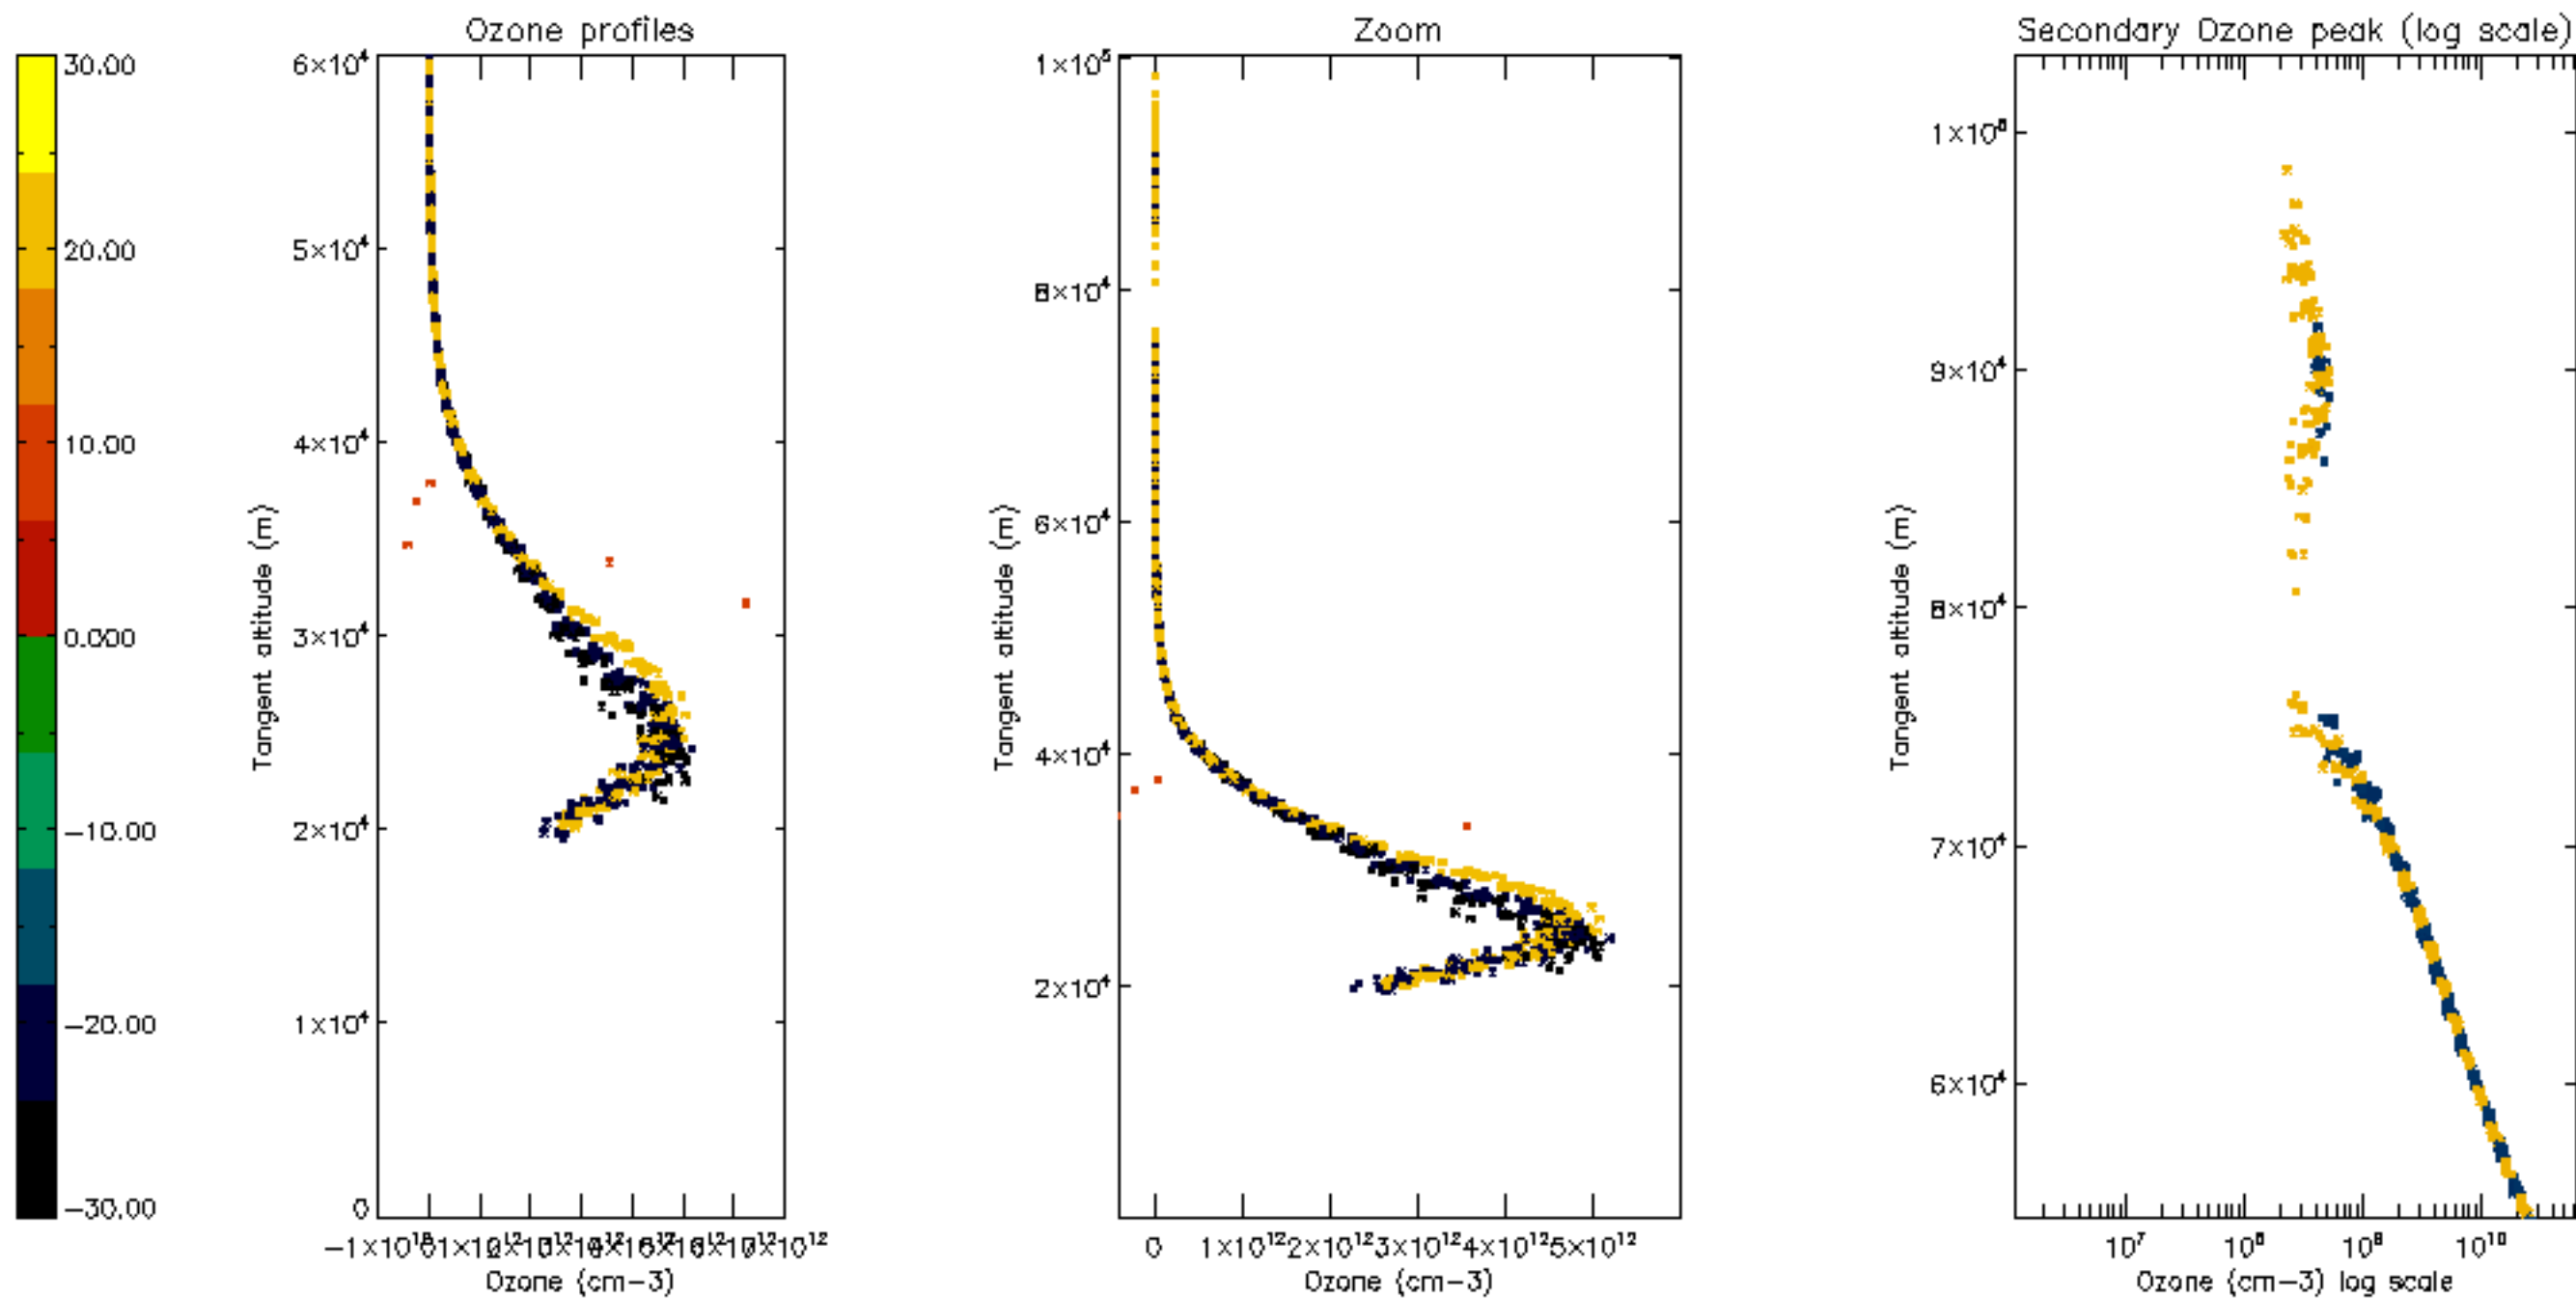 Ozone profiles
Zoom
Secondary Ozone peak (log scale)
30.00
20.00
10.00
0.000
-10.00
-20.00
-30.00
6×10⁴
5×10⁴
4×10⁴
3×10⁴
2×10⁴
1×10⁴
0
Tangent altitude (m)
Ozone (cm-3)
1×10⁵
8×10⁴
6×10⁴
4×10⁴
2×10⁴
Tangent altitude (m)
0 1×10¹² 2×10¹² 3×10¹² 4×10¹² 5×10¹²
Ozone (cm-3)
9×10⁴
8×10⁴
7×10⁴
6×10⁴
Tangent altitude (m)
10⁷ 10⁸ 10⁹ 10¹⁰
Ozone (cm-3) log scale